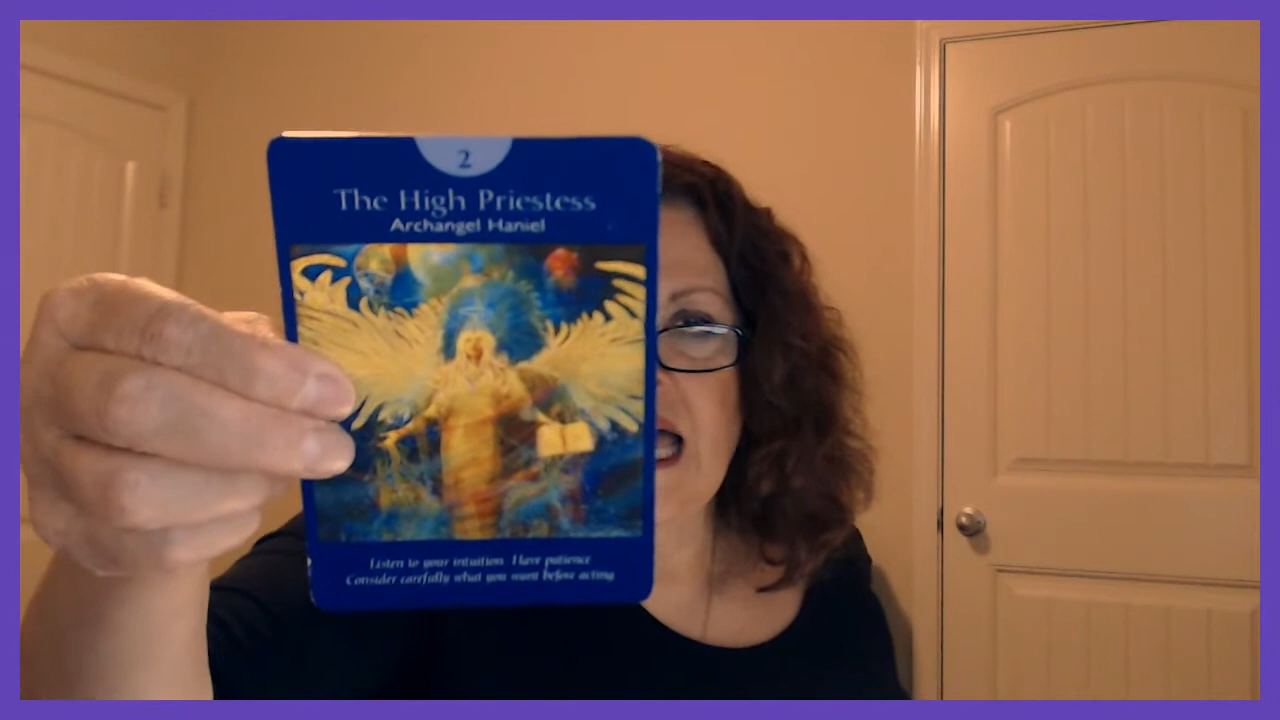 2
The High Priestess
Archangel Haniel
Listen to your intuition. Have patience
Consider carefully what you want before acting